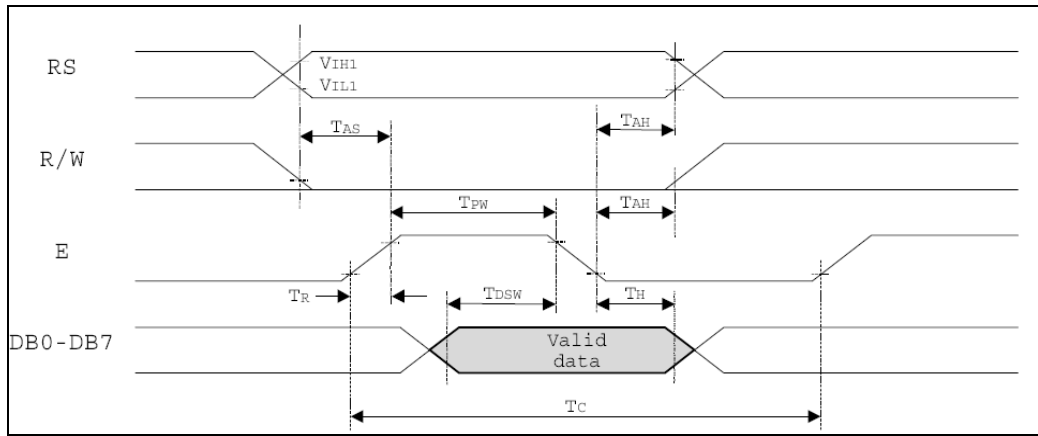 RS
VIH1
VIL1
TAS
TAH
R/W
TPW
TAH
E
TR
TDSW
TH
DB0-DB7
Valid
data
TC